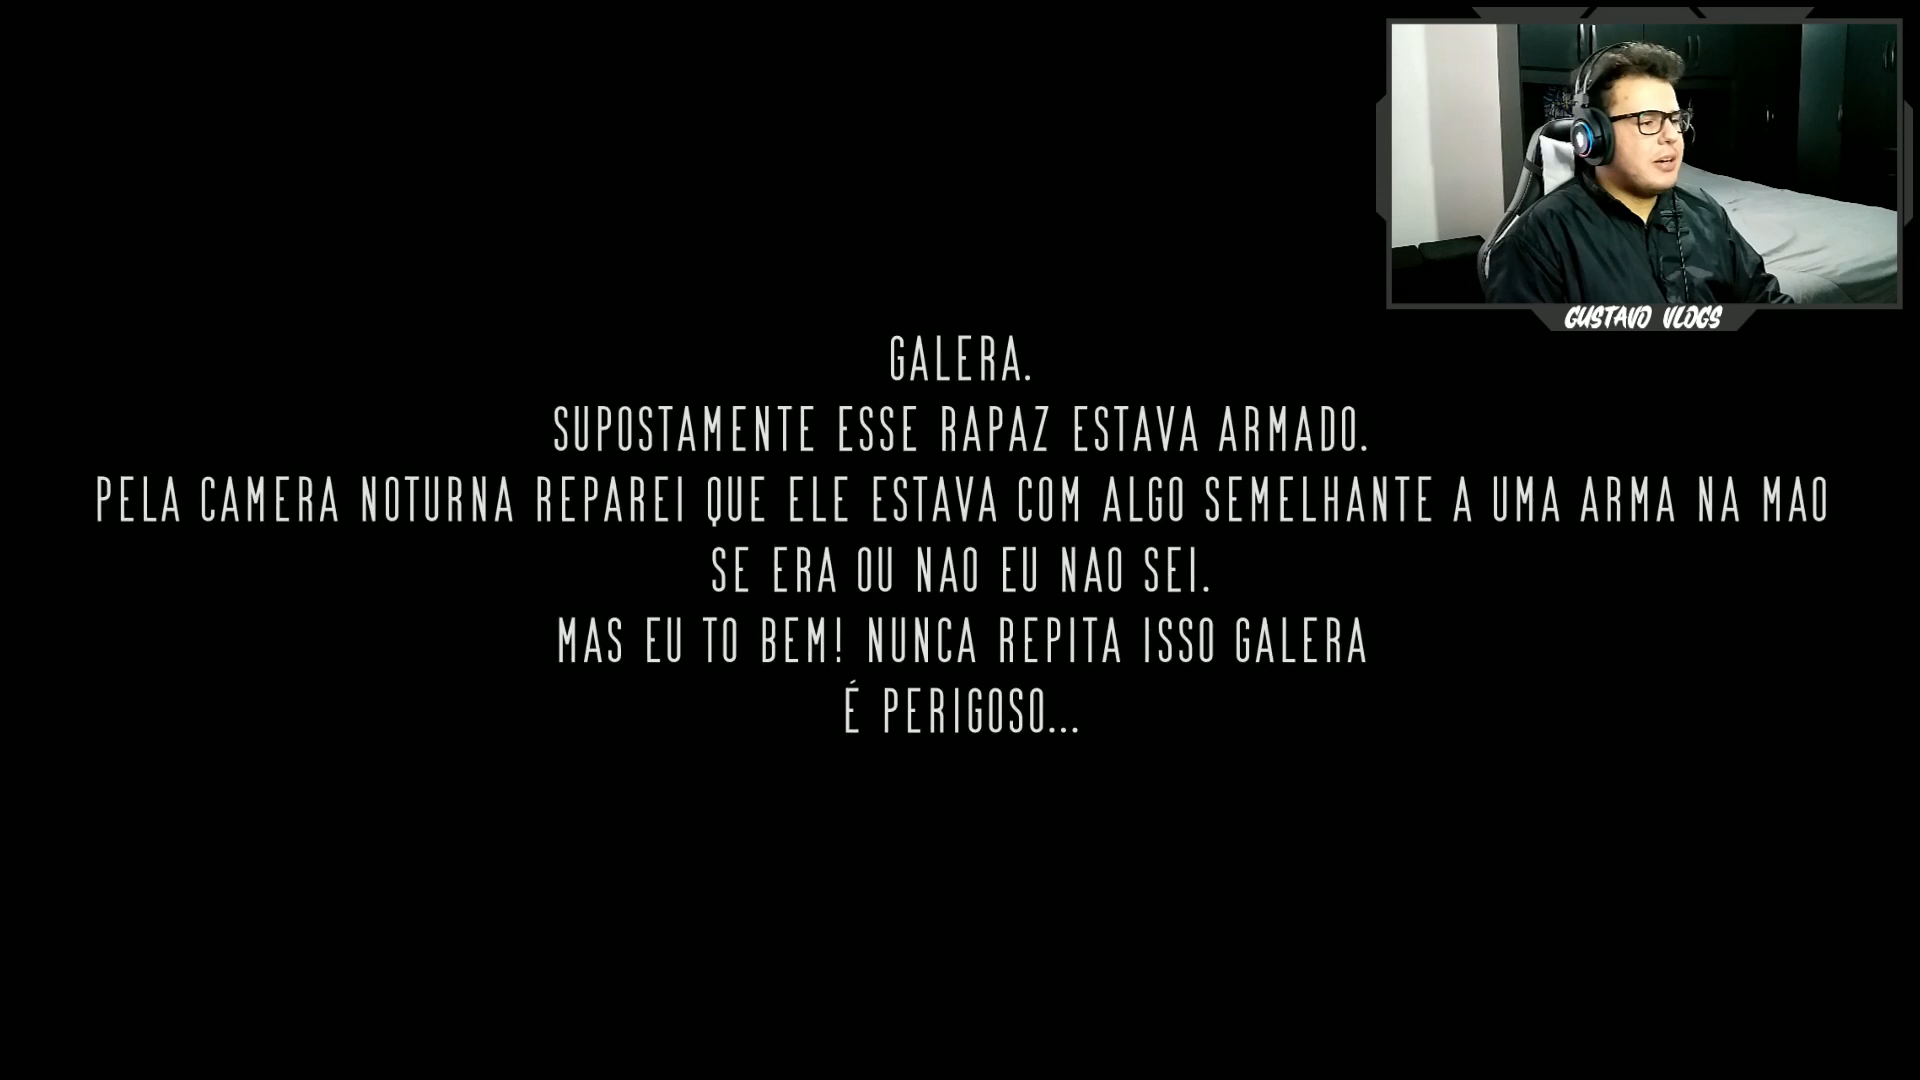 GUSTAVO VLOGS
GALERA.
SUPOSTAMENTE ESSE RAPAZ ESTAVA ARMADO.
PELA CAMERA NOTURNA REPAREI QUE ELE ESTAVA COM ALGO SEMELHANTE A UMA ARMA NA MAO
SE ERA OU NAO EU NAO SEI.
MAS EU TO BEM! NUNCA REPITA ISSO GALERA
É PERIGOSO...